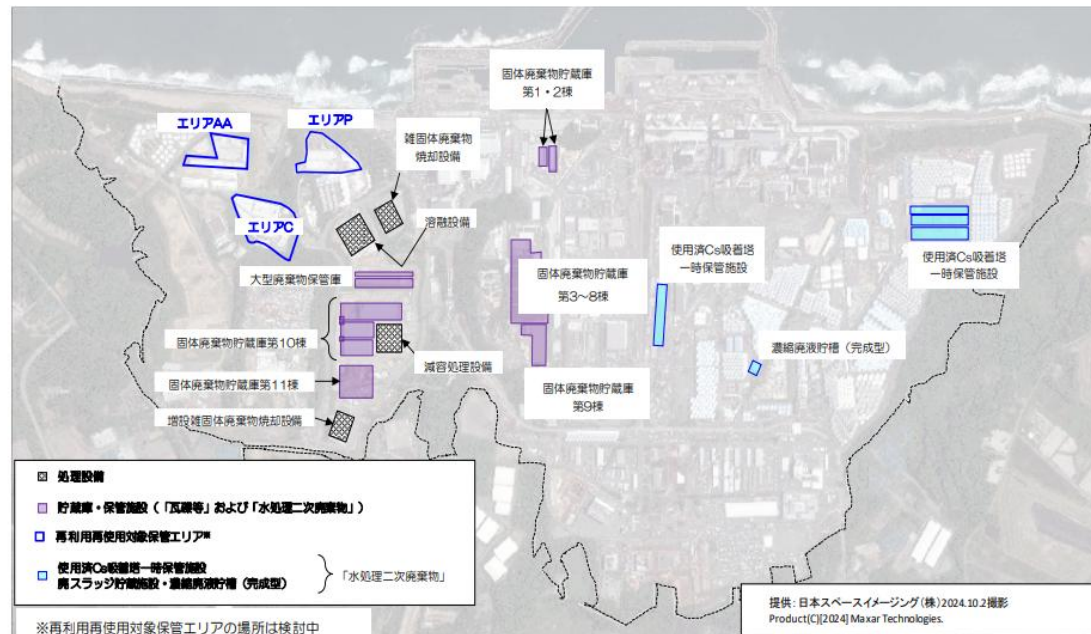 固体廃棄物貯蔵庫
第1・2棟
エリアAA
エリアP
雑固体廃棄物
焼却設備
エリアC
溶融設備
使用済Cs吸着塔
一時保管施設
使用済Cs吸着塔
一時保管施設
大型廃棄物保管庫
固体廃棄物貯蔵庫
第3～8棟
固体廃棄物貯蔵庫第10棟
減容処理設備
濃縮廃液貯槽（完成型）
固体廃棄物貯蔵庫第11棟
固体廃棄物貯蔵庫
第9棟
増設雑固体廃棄物焼却設備
処理設備
貯蔵庫・保管施設（「瓦礫等」および「水処理二次廃棄物」）
再利用再使用対象保管エリア※
使用済Cs吸着塔一時保管施設
廃スラッジ貯蔵施設・濃縮廃液貯槽（完成型）
「水処理二次廃棄物」
※再利用再使用対象保管エリアの場所は検討中
提供：日本スペースイメージング（株）2024.10.2撮影
Product(C)[2024] Maxar Technologies.